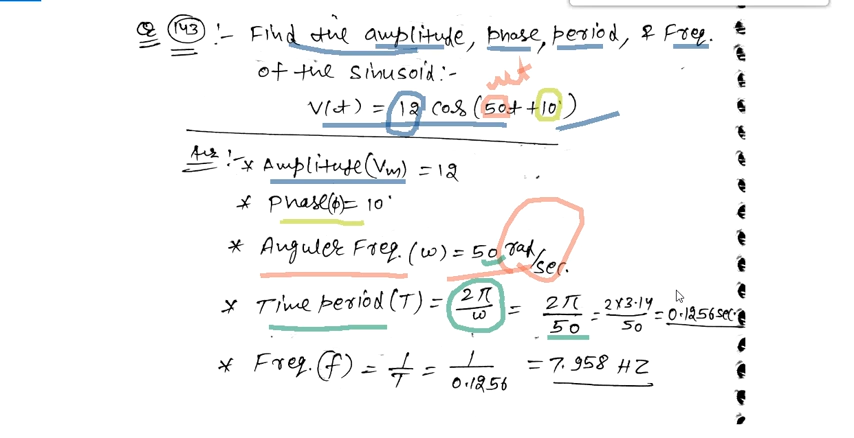 Q 143 :- Find the amplitude, phase, period, & Freq.
of the sinusoid:-
wt
V(t) = 12 cos (50t + 10°)
Ans :- * Amplitude (Vm) = 12
* Phase(ϕ) = 10°
* Anguler Freq. (ω) = 50 rad/sec.
* Time period (T) = 2π/ω = 2π/50 = 2×3.14/50 = 0.1256 sec.
* Freq. (f) = 1/T = 1/0.1256 = 7.958 HZ